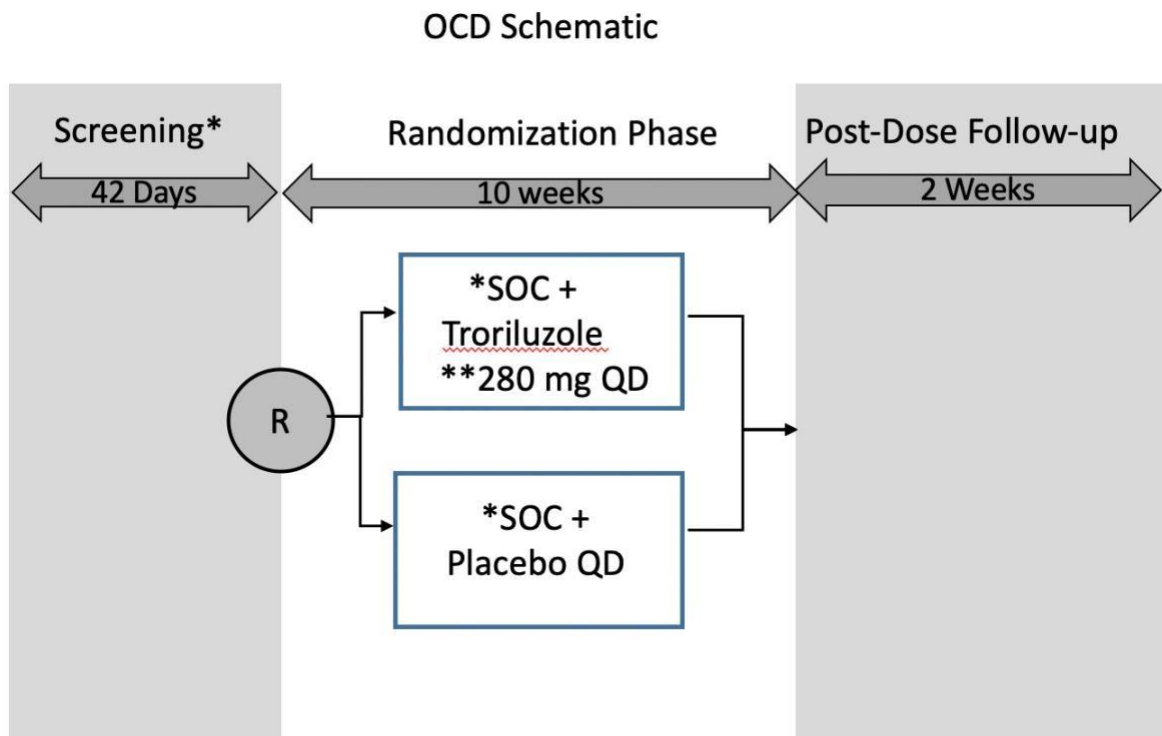 OCD Schematic
Screening*
Randomization Phase
Post-Dose Follow-up
42 Days
10 weeks
2 Weeks
*SOC +
Troriluzole
**280 mg QD
R
*SOC +
Placebo QD